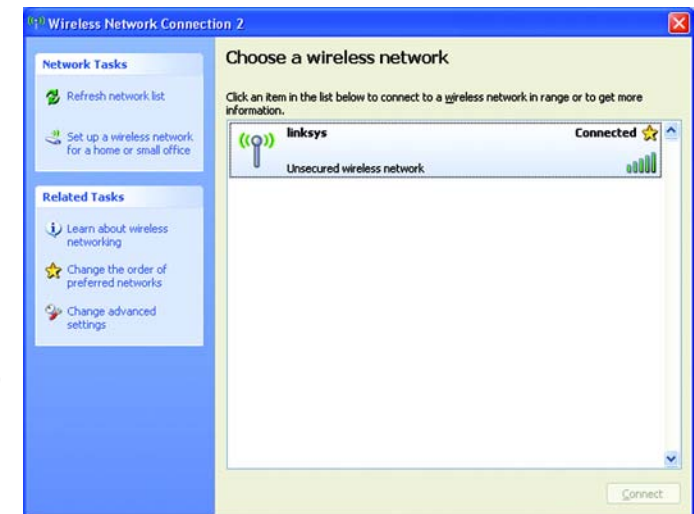 Wireless Network Connection 2
Network Tasks
Refresh network list
Set up a wireless network
for a home or small office
Related Tasks
Learn about wireless
networking
Change the order of
preferred networks
Change advanced
settings
Choose a wireless network
Click an item in the list below to connect to a wireless network in range or to get more
information.
linksys
Connected
Unsecured wireless network
Connect